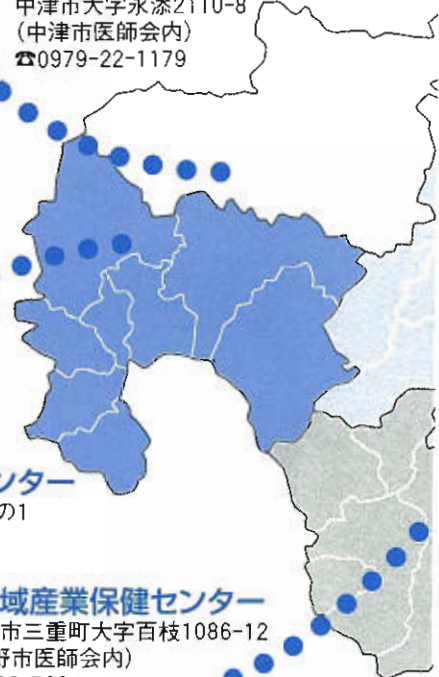 中津市大字永添2110-8
(中津市医師会内)
☎0979-22-1179
ンター
の1
域産業保健センター
市三重町大字百枝1086-12
野市医師会内)